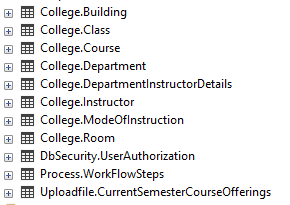 College.Building
College.Class
College.Course
College.Department
College.DepartmentInstructorDetails
College.Instructor
College.ModeOfInstruction
College.Room
DbSecurity.UserAuthorization
Process.WorkFlowSteps
Uploadfile.CurrentSemesterCourseOfferings